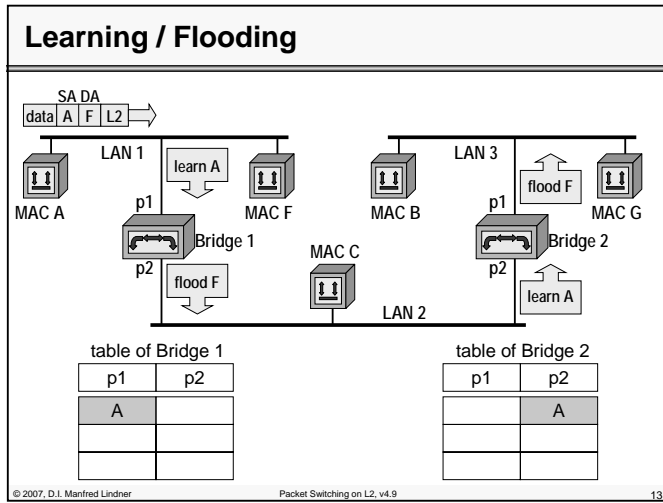 Learning / Flooding
SA DA
data A F L2
LAN 1
LAN 3
learn A
flood F
MAC A
p1
MAC F
MAC B
p1
MAC G
Bridge 1
Bridge 2
p2
MAC C
p2
flood F
learn A
LAN 2
table of Bridge 1
table of Bridge 2
p1 p2
p1 p2
A
A
© 2007, D.I. Manfred Lindner
Packet Switching on L2, v4.9
13